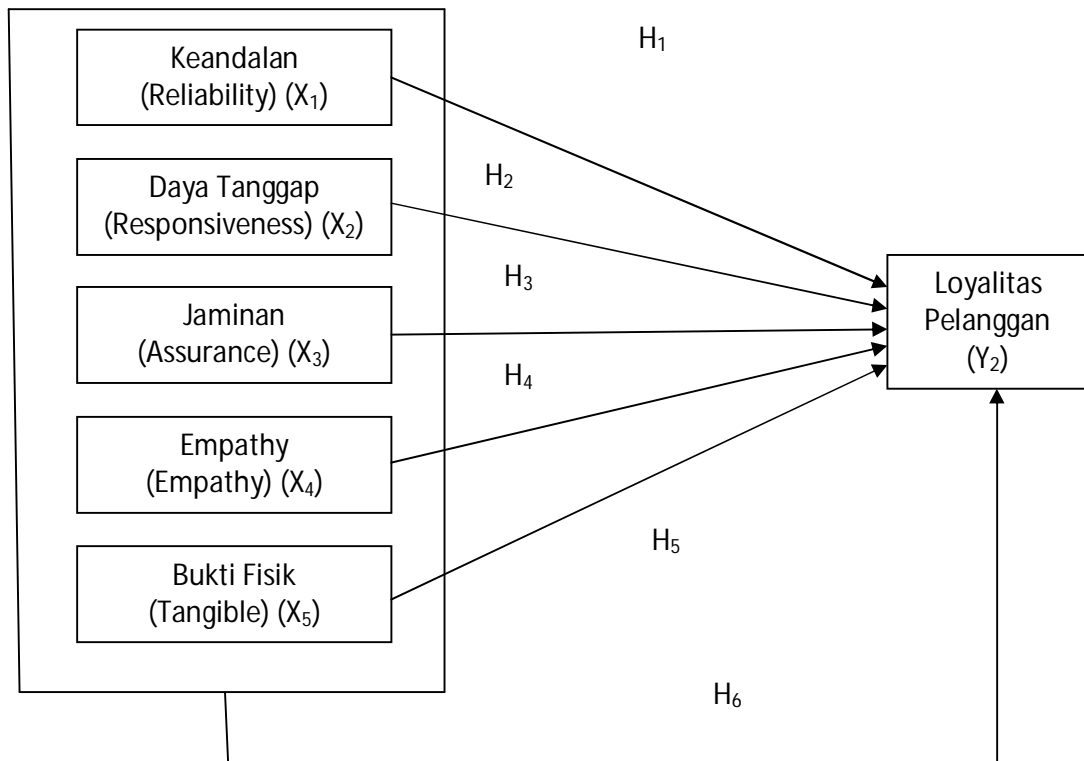 H₁
Keandalan
(Reliability) (X₁)
H₂
Daya Tanggap
(Responsiveness) (X₂)
H₃
Jaminan
(Assurance) (X₃)
Loyalitas
Pelanggan
(Y₂)
H₄
Empathy
(Empathy) (X₄)
H₅
Bukti Fisik
(Tangible) (X₅)
H₆